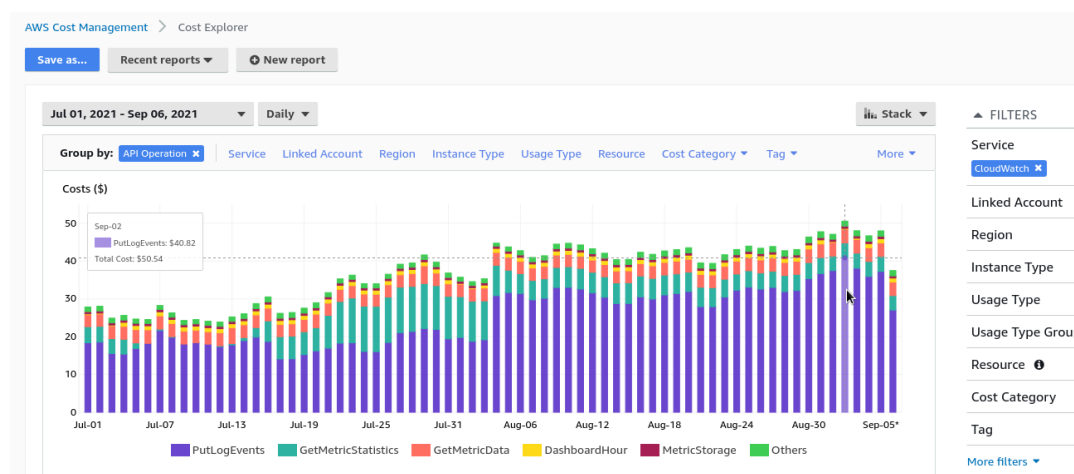 AWS Cost Management > Cost Explorer
Save as... Recent reports New report
Jul 01, 2021 - Sep 06, 2021 Daily Stack
Group by: API Operation × Service Linked Account Region Instance Type Usage Type Resource Cost Category Tag More
Costs ($)
50
40
30
20
10
0
Sep-02
PutLogEvents: $40.82
Total Cost: $50.54
Jul-01 Jul-07 Jul-13 Jul-19 Jul-25 Jul-31 Aug-06 Aug-12 Aug-18 Aug-24 Aug-30 Sep-05*
PutLogEvents GetMetricStatistics GetMetricData DashboardHour MetricStorage Others
FILTERS
Service
CloudWatch ×
Linked Account
Region
Instance Type
Usage Type
Usage Type Grou
Resource
Cost Category
Tag
More filters